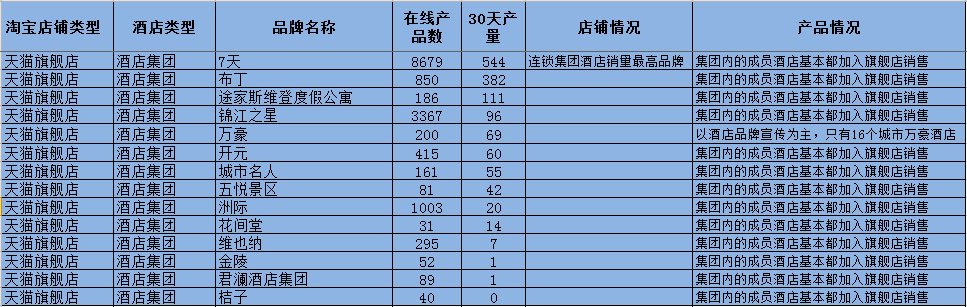 淘宝店铺类型 酒店类型 品牌名称 在线产品数 30天产量 店铺情况 产品情况
天猫旗舰店 酒店集团 7天 8679 544 连锁集团酒店销量最高品牌 集团内的成员酒店基本都加入旗舰店销售
天猫旗舰店 酒店集团 布丁 850 382 集团内的成员酒店基本都加入旗舰店销售
天猫旗舰店 酒店集团 途家斯维登度假公寓 186 111 集团内的成员酒店基本都加入旗舰店销售
天猫旗舰店 酒店集团 锦江之星 3367 96 集团内的成员酒店基本都加入旗舰店销售
天猫旗舰店 酒店集团 万豪 200 69 以酒店品牌宣传为主，只有16个城市万豪酒店
天猫旗舰店 酒店集团 开元 415 60 集团内的成员酒店基本都加入旗舰店销售
天猫旗舰店 酒店集团 城市名人 161 55 集团内的成员酒店基本都加入旗舰店销售
天猫旗舰店 酒店集团 五悦景区 81 42 集团内的成员酒店基本都加入旗舰店销售
天猫旗舰店 酒店集团 洲际 1003 20 集团内的成员酒店基本都加入旗舰店销售
天猫旗舰店 酒店集团 花间堂 31 14 集团内的成员酒店基本都加入旗舰店销售
天猫旗舰店 酒店集团 维也纳 295 7 集团内的成员酒店基本都加入旗舰店销售
天猫旗舰店 酒店集团 金陵 52 1 集团内的成员酒店基本都加入旗舰店销售
天猫旗舰店 酒店集团 君澜酒店集团 89 1 集团内的成员酒店基本都加入旗舰店销售
天猫旗舰店 酒店集团 桔子 40 0 集团内的成员酒店基本都加入旗舰店销售